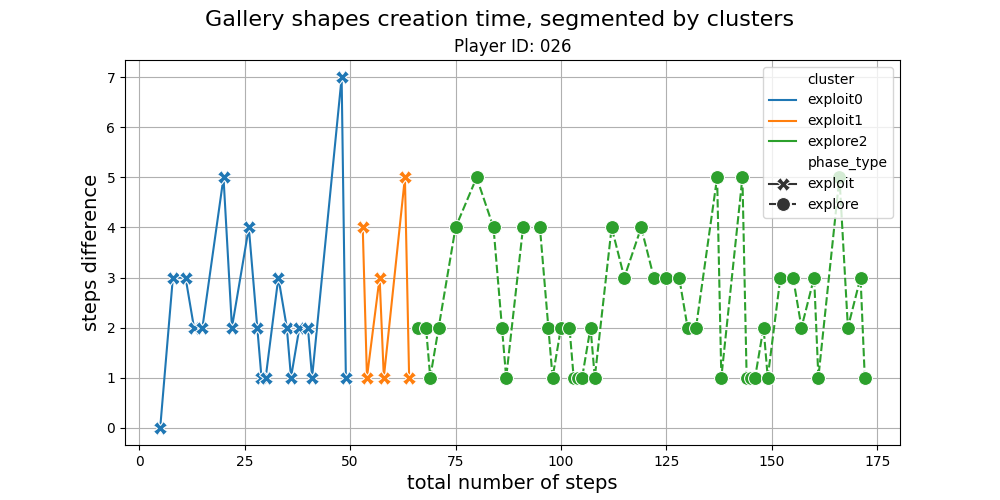 Gallery shapes creation time, segmented by clusters
Player ID: 026
steps difference
7
6
5
4
3
2
1
0
0 25 50 75 100 125 150 175
total number of steps
cluster
exploit0
exploit1
explore2
phase_type
exploit
explore